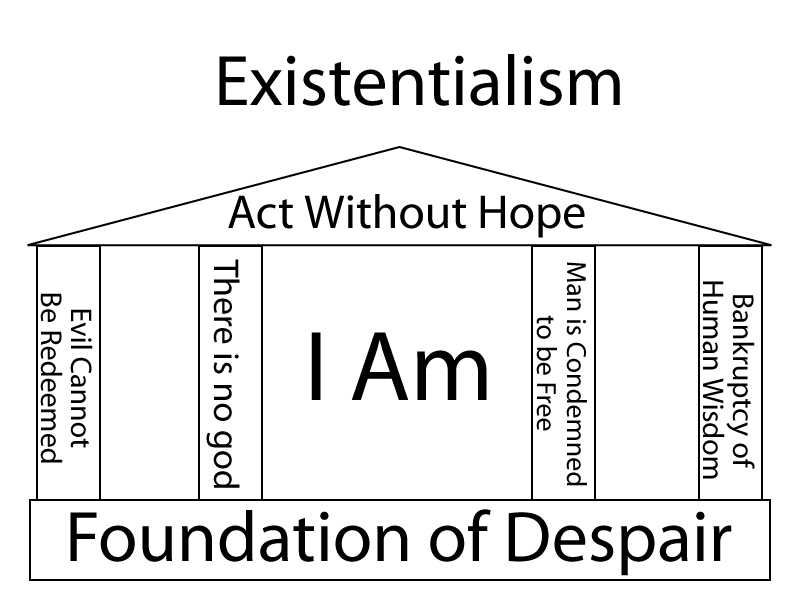 Existentialism
Act Without Hope
Evil Cannot
Be Redeemed
There is no god
I Am
Man is Condemned
to be Free
Bankruptcy of
Human Wisdom
Foundation of Despair